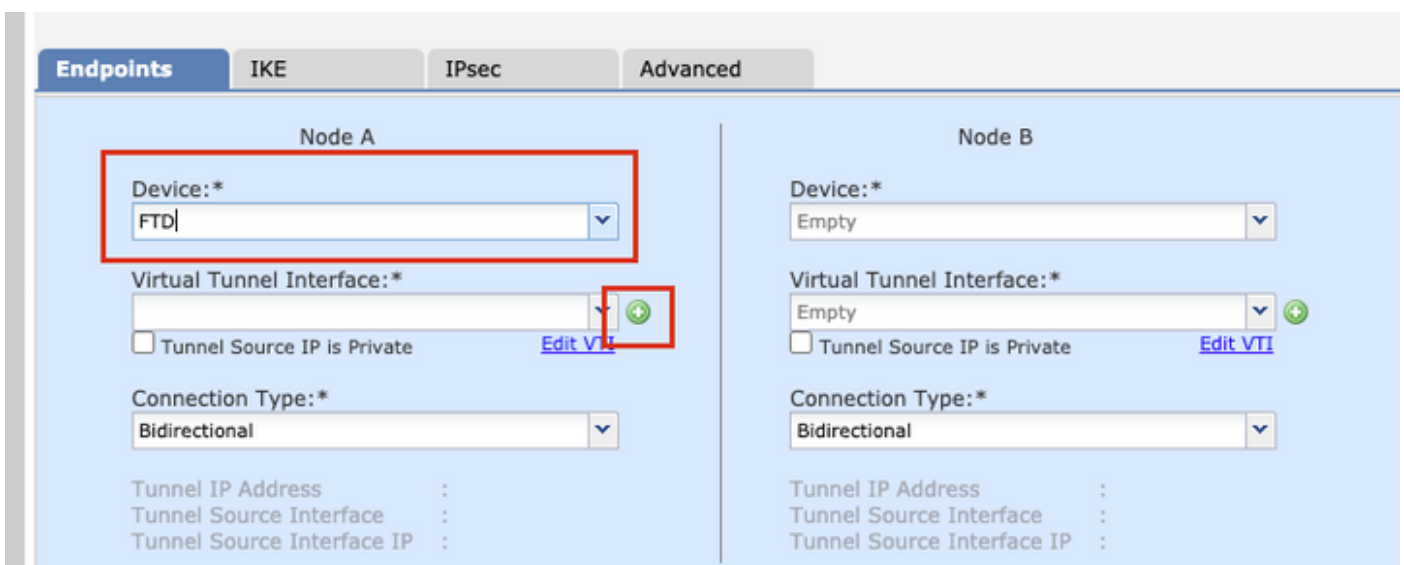 Endpoints IKE IPsec Advanced
Node A
Device:*
FTD
Virtual Tunnel Interface:*
Tunnel Source IP is Private Edit VTI
Connection Type:*
Bidirectional
Tunnel IP Address :
Tunnel Source Interface :
Tunnel Source Interface IP :
Node B
Device:*
Empty
Virtual Tunnel Interface:*
Empty
Tunnel Source IP is Private Edit VTI
Connection Type:*
Bidirectional
Tunnel IP Address :
Tunnel Source Interface :
Tunnel Source Interface IP :